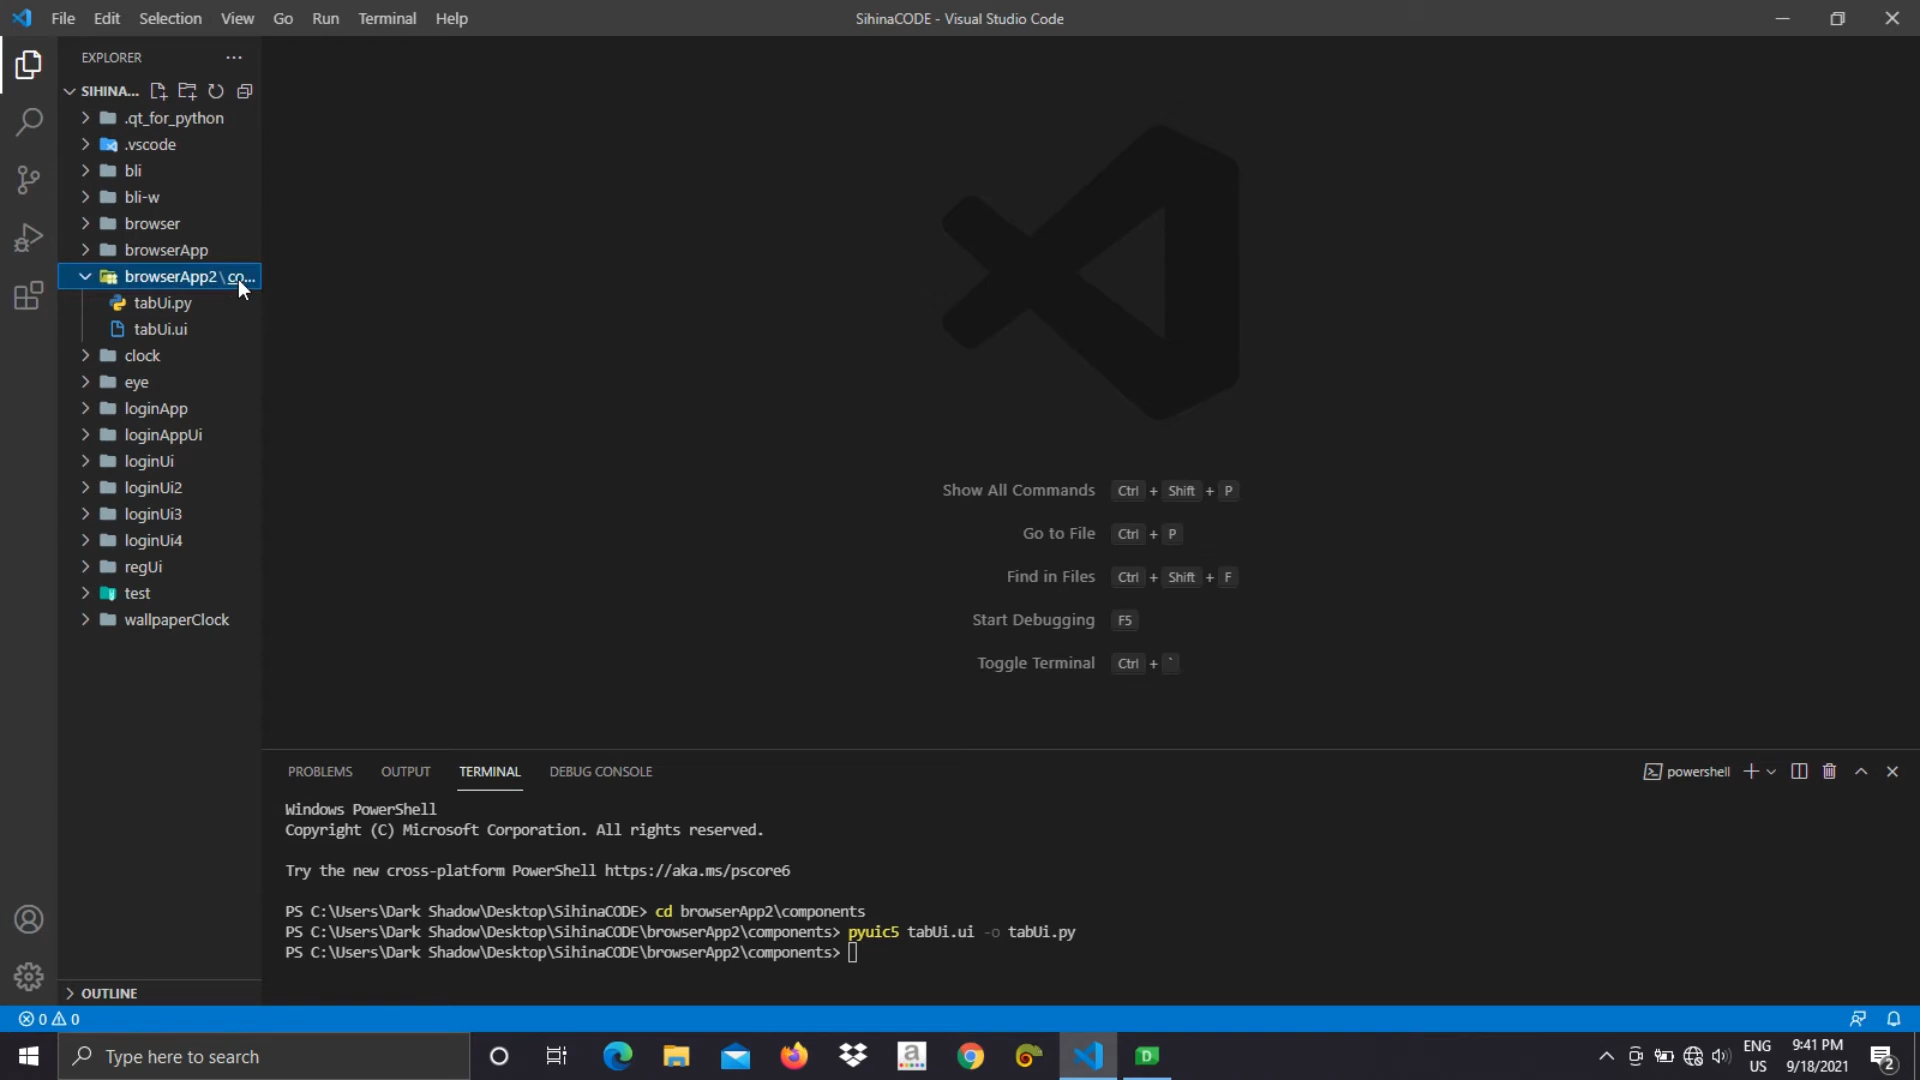 File Edit Selection View Go Run Terminal Help
SihinaCODE - Visual Studio Code
EXPLORER
SIHINA...
.qt_for_python
.vscode
bli
bli-w
browser
browserApp
browserApp2\co...
tabUi.py
tabUi.ui
clock
eye
loginApp
loginAppUi
loginUi
loginUi2
loginUi3
loginUi4
regUi
test
wallpaperClock
OUTLINE
Show All Commands Ctrl + Shift + P
Go to File Ctrl + P
Find in Files Ctrl + Shift + F
Start Debugging F5
Toggle Terminal Ctrl + `
PROBLEMS OUTPUT TERMINAL DEBUG CONSOLE
powershell
Windows PowerShell
Copyright (C) Microsoft Corporation. All rights reserved.
Try the new cross-platform PowerShell https://aka.ms/pscore6
PS C:\Users\Dark Shadow\Desktop\SihinaCODE> cd browserApp2\components
PS C:\Users\Dark Shadow\Desktop\SihinaCODE\browserApp2\components> pyuic5 tabUi.ui -o tabUi.py
PS C:\Users\Dark Shadow\Desktop\SihinaCODE\browserApp2\components>
0 0
Type here to search
a
D
ENG
US
9:41 PM
9/18/2021
2